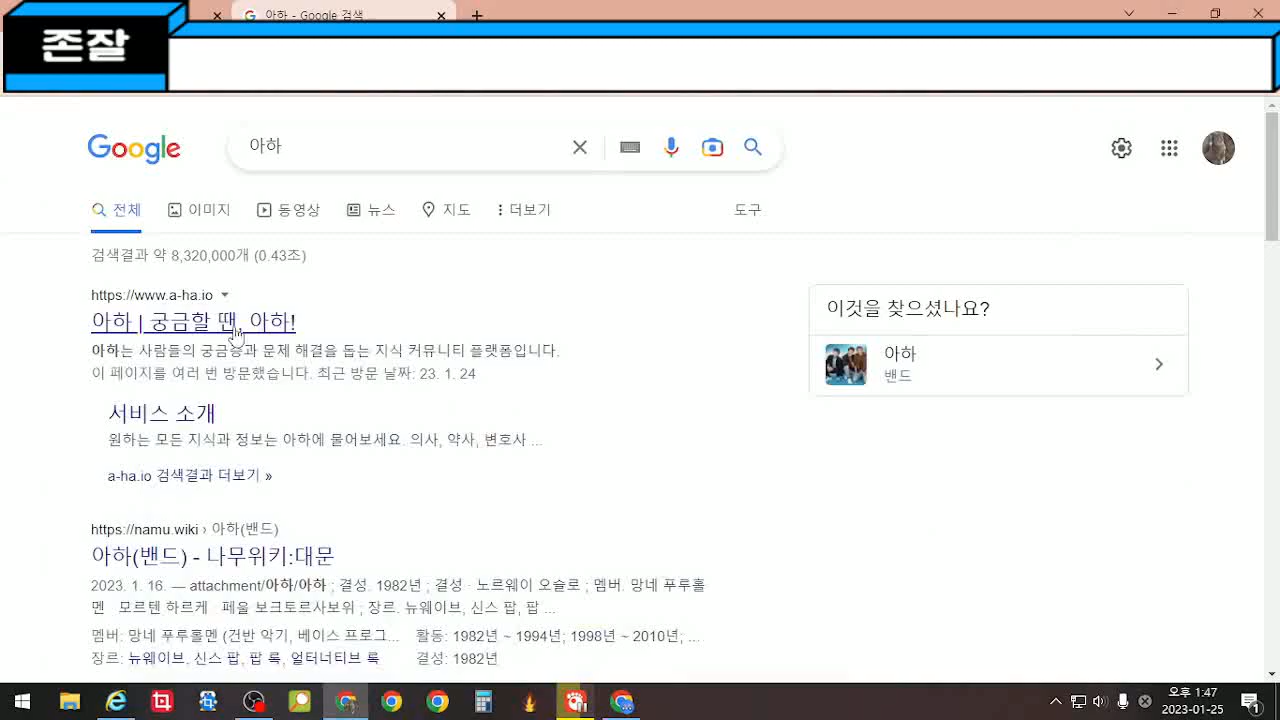 아하 - Google 검색
존잘
Google
아하
전체 이미지 동영상 뉴스 지도 더보기 도구
검색결과 약 8,320,000개 (0.43초)
https://www.a-ha.io
아하 | 궁금할 땐, 아하!
아하는 사람들의 궁금증과 문제 해결을 돕는 지식 커뮤니티 플랫폼입니다.
이 페이지를 여러 번 방문했습니다. 최근 방문 날짜: 23. 1. 24
서비스 소개
원하는 모든 지식과 정보는 아하에 물어보세요. 의사, 약사, 변호사 ...
a-ha.io 검색결과 더보기 »
이것을 찾으셨나요?
아하
밴드
https://namu.wiki › 아하(밴드)
아하(밴드) - 나무위키:대문
2023. 1. 16. — attachment/아하/아하 ; 결성. 1982년 ; 결성 · 노르웨이 오슬로 ; 멤버. 망네 푸루홀
멘 모르텐 하르케 페울 보크토르사보위 ; 장르. 뉴웨이브, 신스 팝, 팝 ...
멤버: 망네 푸루홀멘 (건반 악기, 베이스 프로그... 활동: 1982년 ~ 1994년; 1998년 ~ 2010년; ...
장르: 뉴웨이브, 신스 팝, 팝 록, 얼터너티브 록 결성: 1982년
오후 1:47
2023-01-25